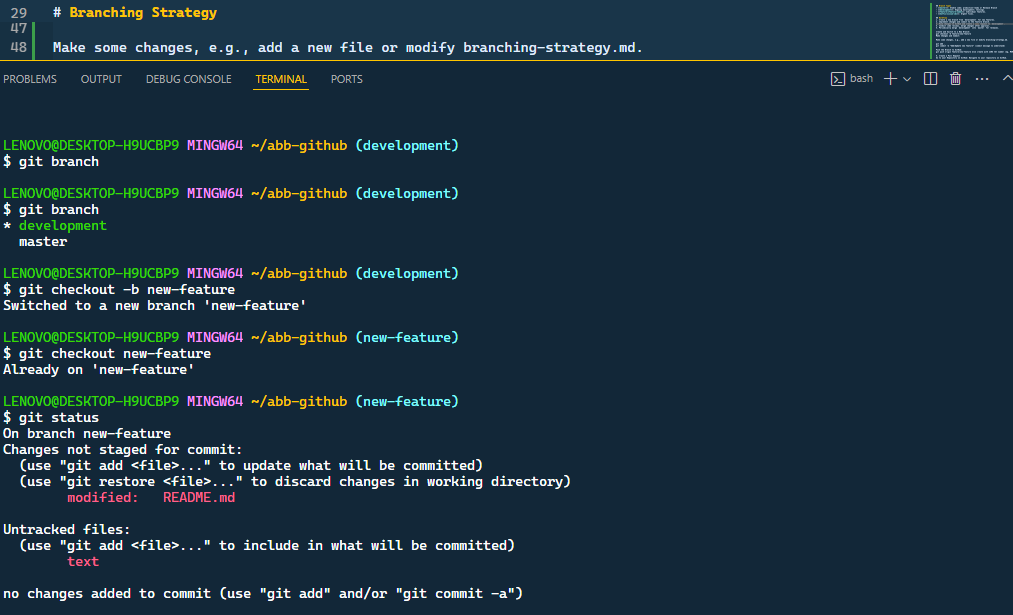 29 # Branching Strategy
47
48 Make some changes, e.g., add a new file or modify branching-strategy.md.
PROBLEMS OUTPUT DEBUG CONSOLE TERMINAL PORTS bash
LENOVO@DESKTOP-H9UCBP9 MINGW64 ~/abb-github (development)
$ git branch
LENOVO@DESKTOP-H9UCBP9 MINGW64 ~/abb-github (development)
$ git branch
* development
master
LENOVO@DESKTOP-H9UCBP9 MINGW64 ~/abb-github (development)
$ git checkout -b new-feature
Switched to a new branch 'new-feature'
LENOVO@DESKTOP-H9UCBP9 MINGW64 ~/abb-github (new-feature)
$ git checkout new-feature
Already on 'new-feature'
LENOVO@DESKTOP-H9UCBP9 MINGW64 ~/abb-github (new-feature)
$ git status
On branch new-feature
Changes not staged for commit:
(use "git add <file>..." to update what will be committed)
(use "git restore <file>..." to discard changes in working directory)
modified: README.md
Untracked files:
(use "git add <file>..." to include in what will be committed)
text
no changes added to commit (use "git add" and/or "git commit -a")